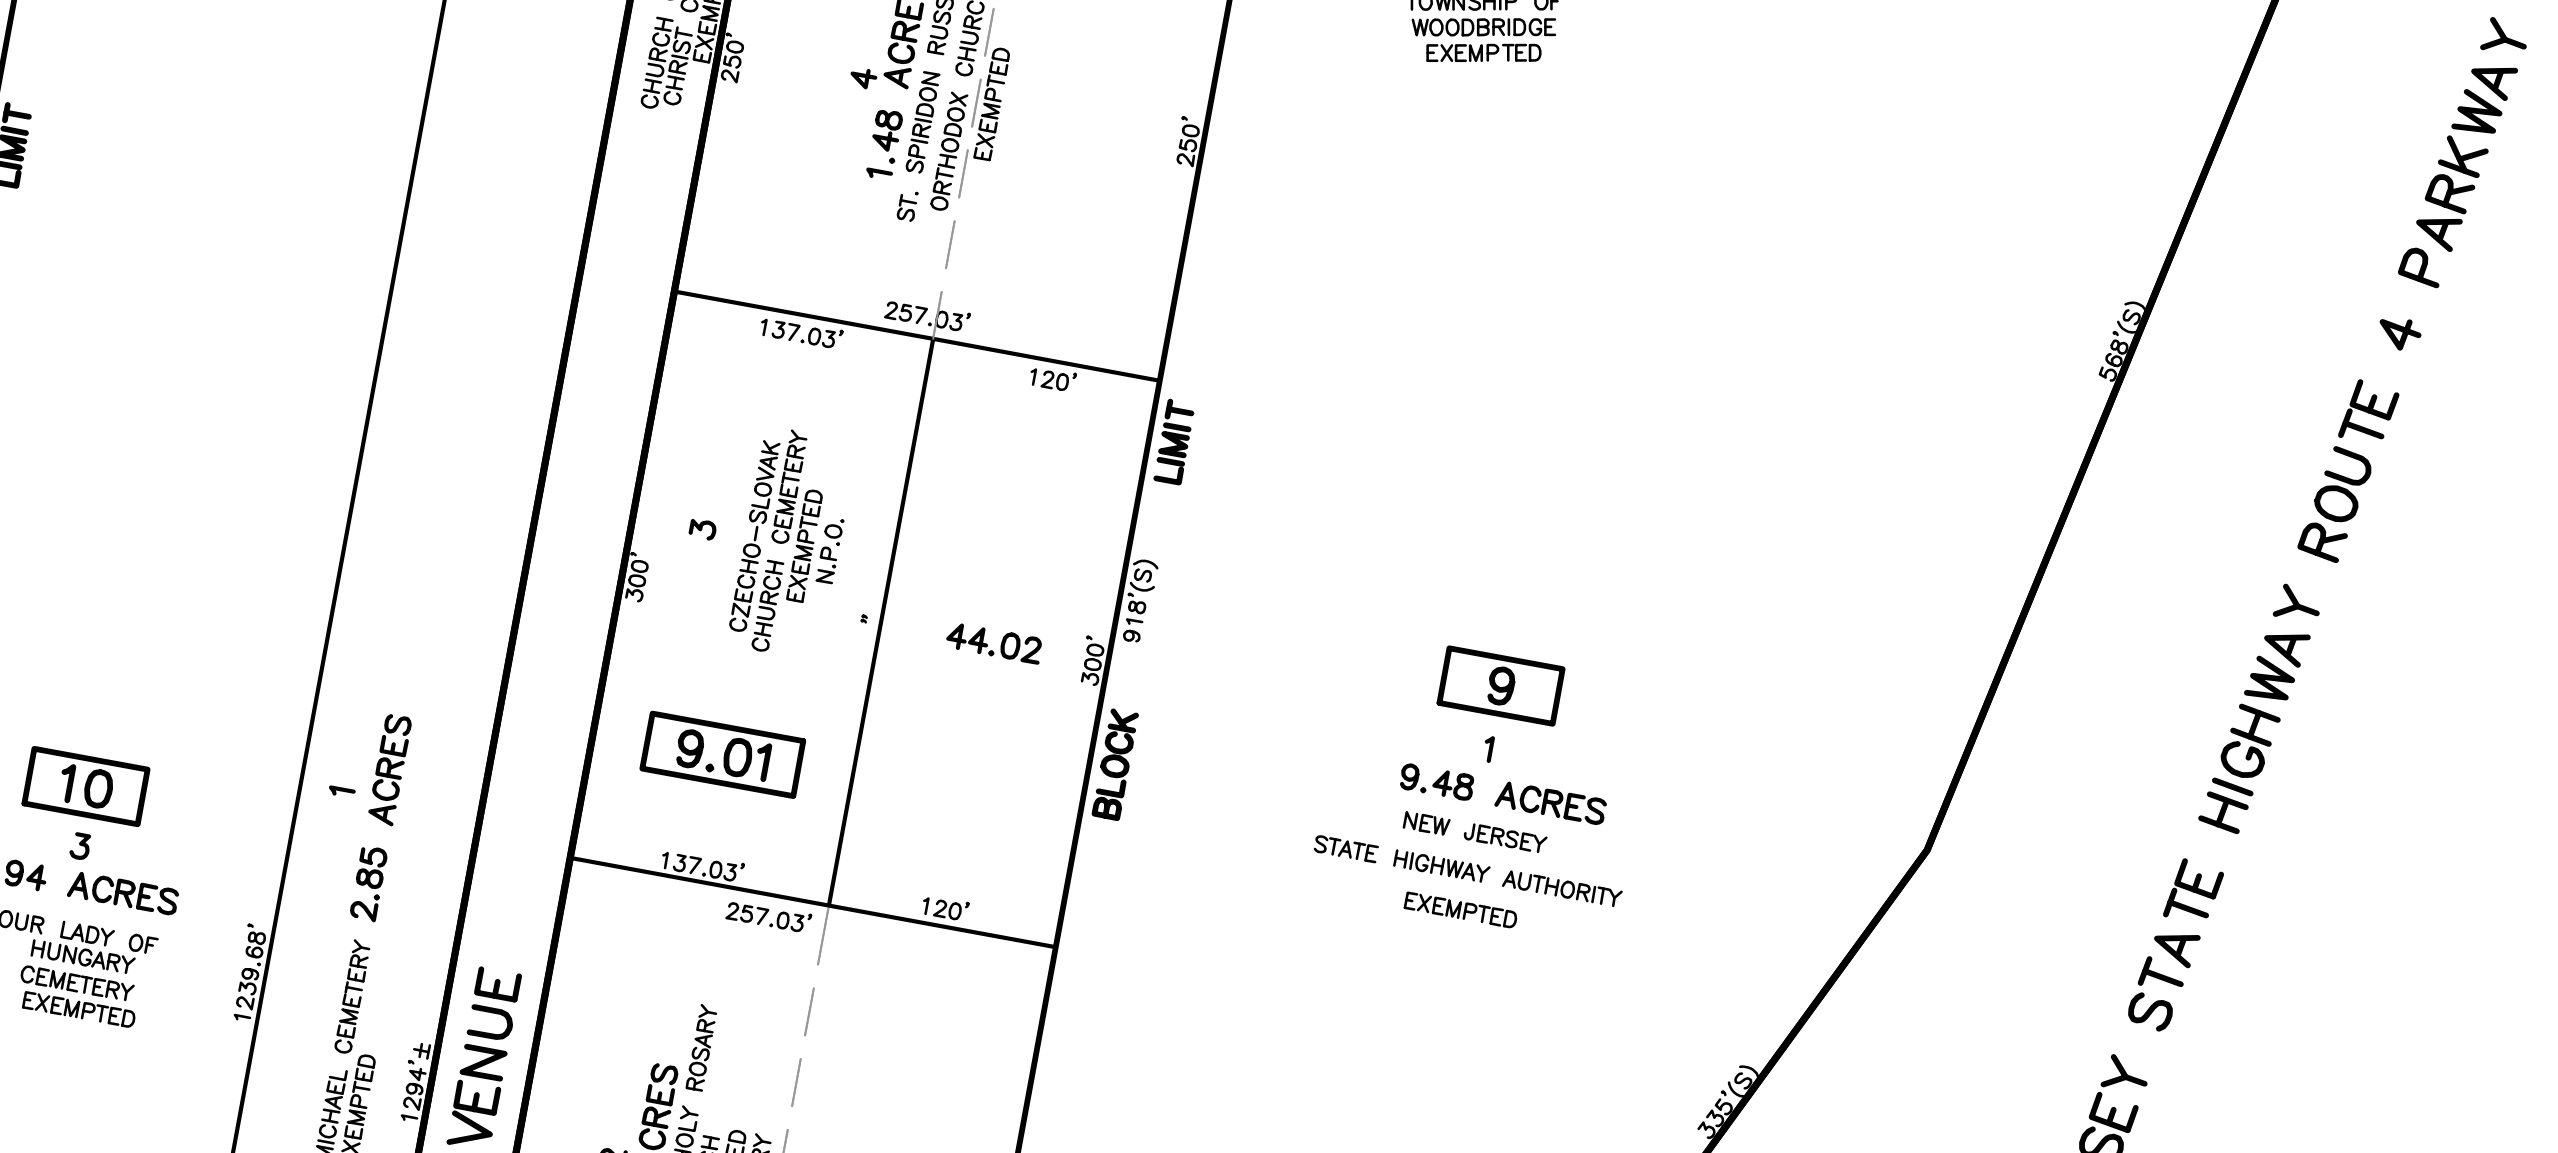 TOWNSHIP OF
WOODBRIDGE
EXEMPTED
LIMIT
CHURCH
CHRIST
250'
4
1.48 ACRE
ST. SPIRIDON RUSS
ORTHODOX CHURC
EXEMPTED
250'
257.03'
137.03'
120'
568'(S)
LIMIT
3
CZECHO-SLOVAK
CHURCH CEMETERY
EXEMPTED
N.P.O.
300'
"
44.02
918'(S)
300'
9.01
BLOCK
9
1
9.48 ACRES
NEW JERSEY
STATE HIGHWAY AUTHORITY
EXEMPTED
10
3
94 ACRES
OUR LADY OF
HUNGARY
CEMETERY
EXEMPTED
1239.68'
1
2.85 ACRES
MICHAEL CEMETERY
EXEMPTED
1294'±
VENUE
137.03'
257.03'
120'
CRES
HOLY ROSARY
335'(S)
SEY STATE HIGHWAY ROUTE 4 PARKWAY